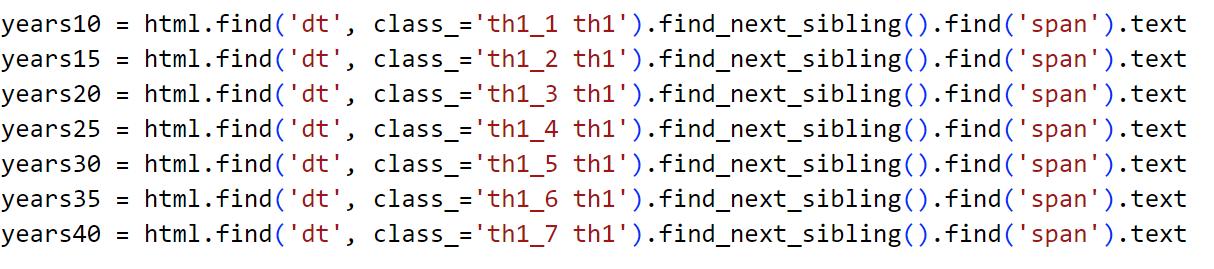 years10 = html.find('dt', class_='th1_1 th1').find_next_sibling().find('span').text
years15 = html.find('dt', class_='th1_2 th1').find_next_sibling().find('span').text
years20 = html.find('dt', class_='th1_3 th1').find_next_sibling().find('span').text
years25 = html.find('dt', class_='th1_4 th1').find_next_sibling().find('span').text
years30 = html.find('dt', class_='th1_5 th1').find_next_sibling().find('span').text
years35 = html.find('dt', class_='th1_6 th1').find_next_sibling().find('span').text
years40 = html.find('dt', class_='th1_7 th1').find_next_sibling().find('span').text